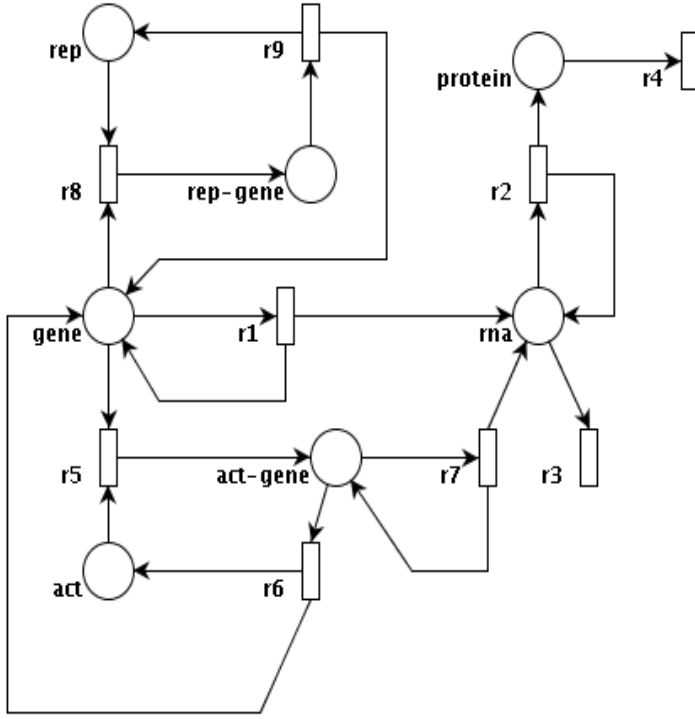 rep
r9
protein
r4
r8
rep-gene
r2
gene
r1
rna
r5
act-gene
r7
r3
act
r6